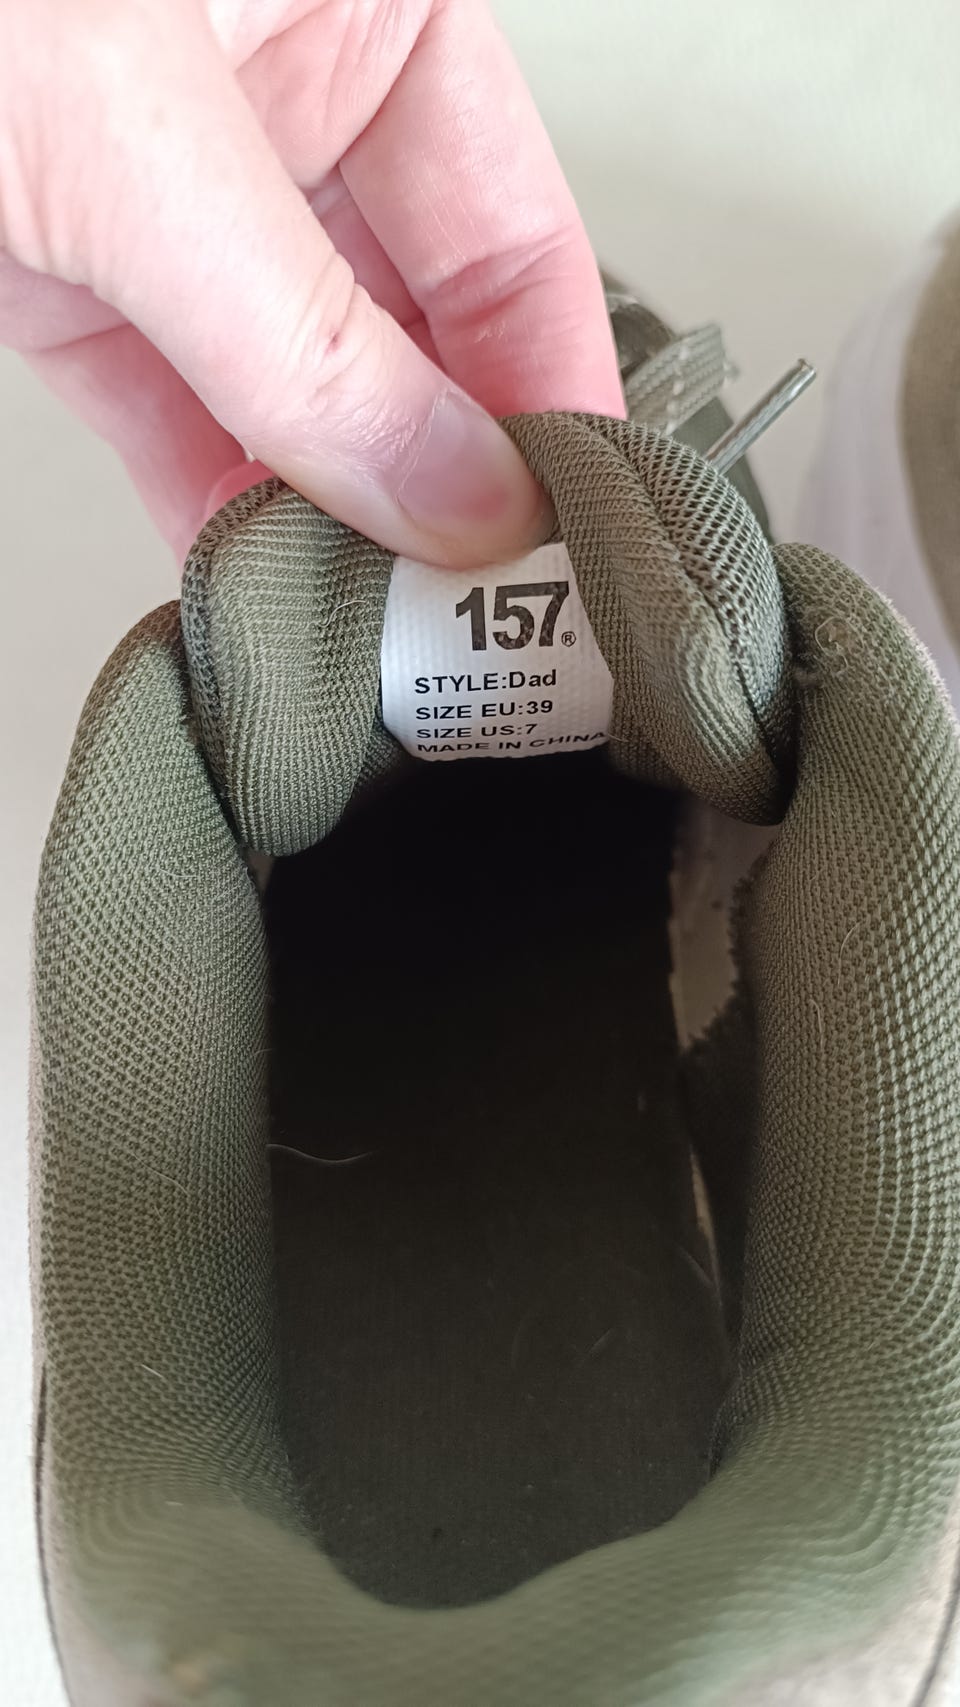 157®
STYLE:Dad
SIZE EU:39
SIZE US:7
MADE IN CHINA